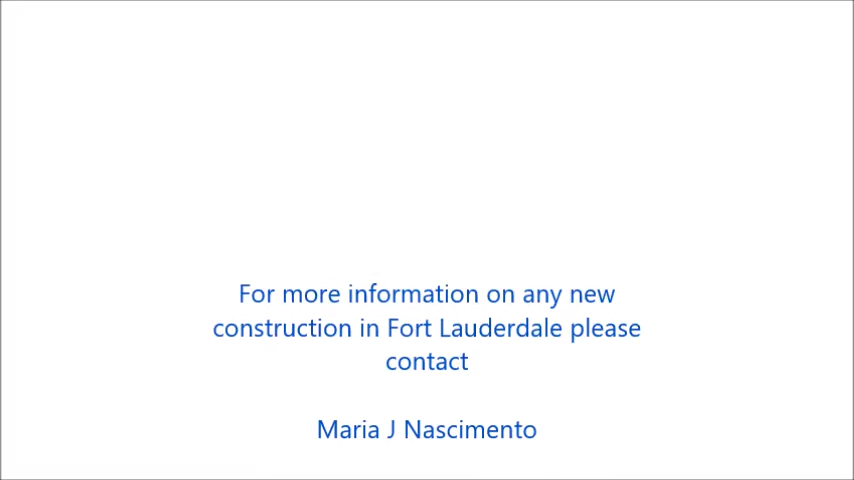 For more information on any new
construction in Fort Lauderdale please
contact
Maria J Nascimento